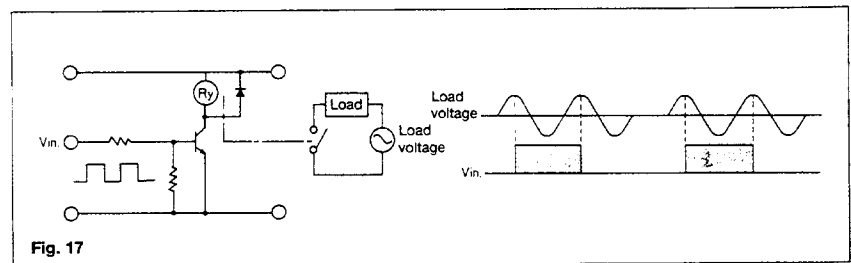 Ry
Load
Load
voltage
Vin.
Load
voltage
Vin.
Fig. 17